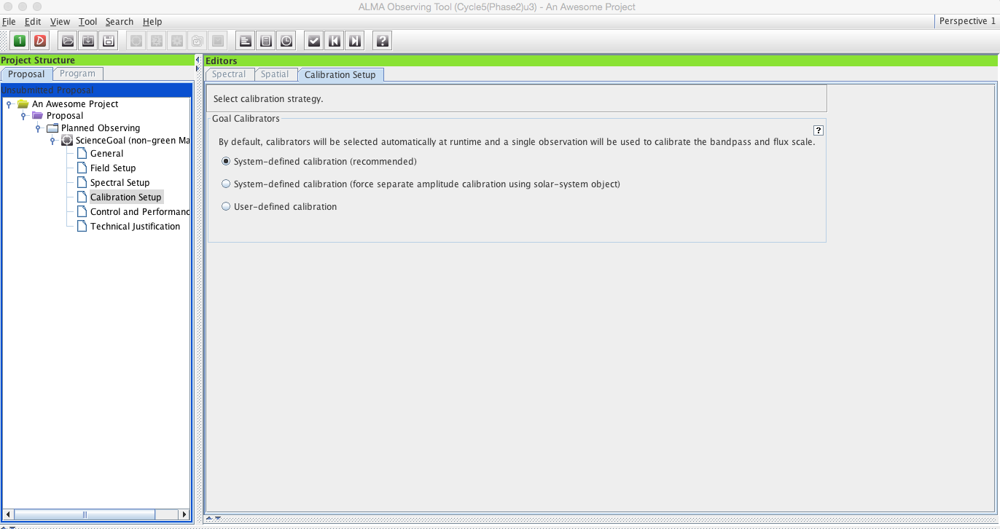 ALMA Observing Tool (Cycle5(Phase2)u3) - An Awesome Project
File Edit View Tool Search Help
Perspective 1
1 D ?
Project Structure
Proposal Program
Unsubmitted Proposal
An Awesome Project
Proposal
Planned Observing
ScienceGoal (non-green Ma
General
Field Setup
Spectral Setup
Calibration Setup
Control and Performanc
Technical Justification
Editors
Spectral Spatial Calibration Setup
Select calibration strategy.
Goal Calibrators
?
By default, calibrators will be selected automatically at runtime and a single observation will be used to calibrate the bandpass and flux scale.
System-defined calibration (recommended)
System-defined calibration (force separate amplitude calibration using solar-system object)
User-defined calibration